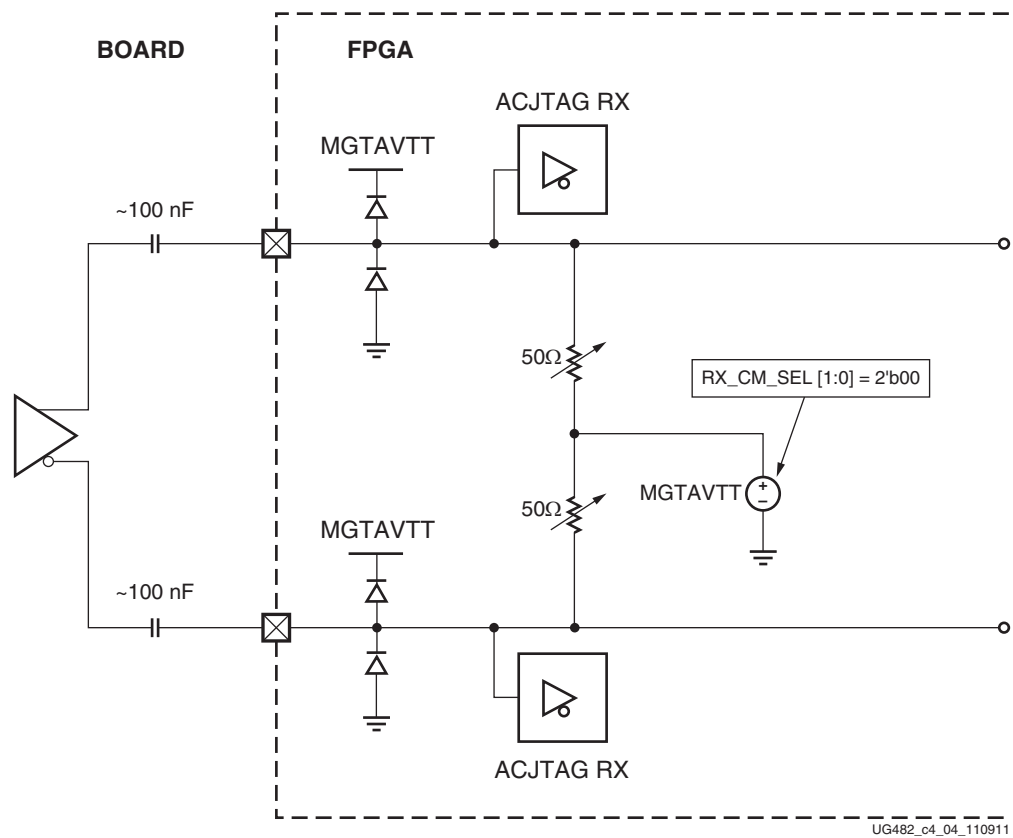 BOARD
FPGA
ACJTAG RX
MGTAVTT
~100 nF
50Ω
RX_CM_SEL [1:0] = 2'b00
MGTAVTT
+
–
50Ω
MGTAVTT
~100 nF
ACJTAG RX
UG482_c4_04_110911